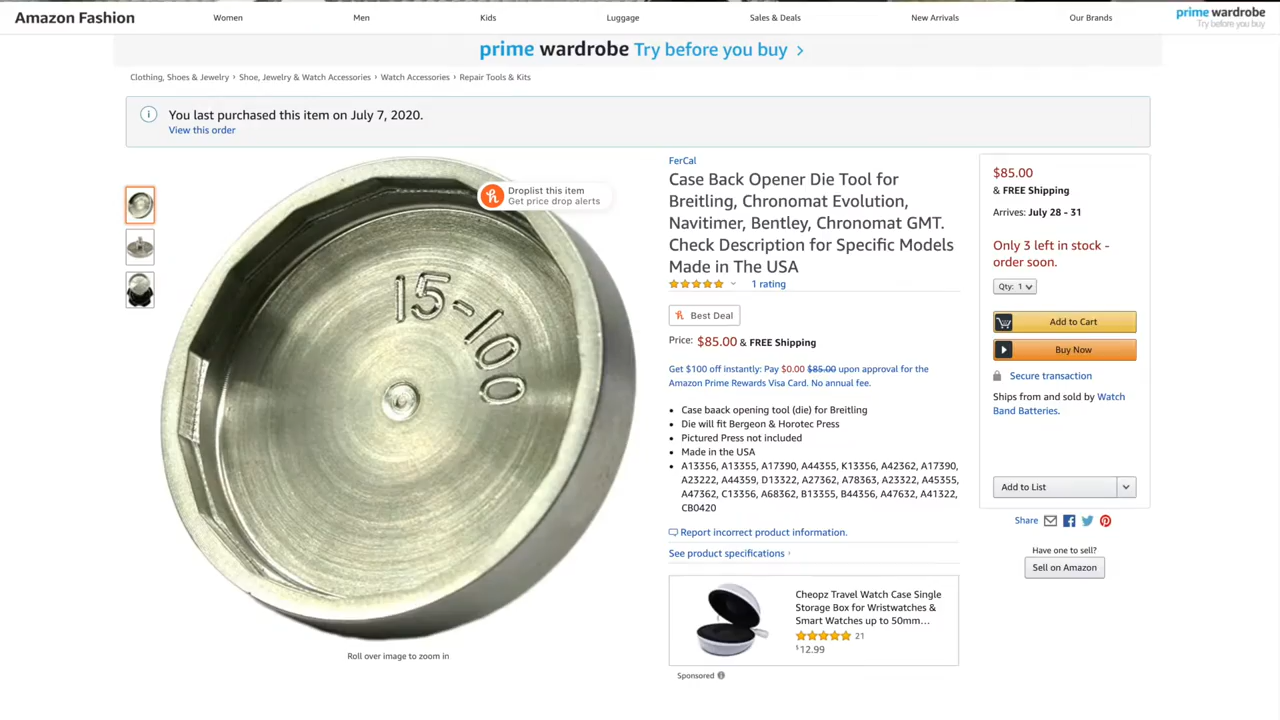 Amazon Fashion
Women
Men
Kids
Luggage
Sales & Deals
New Arrivals
Our Brands
prime wardrobe
Try before you buy
prime wardrobe Try before you buy ›
Clothing, Shoes & Jewelry › Shoe, Jewelry & Watch Accessories › Watch Accessories › Repair Tools & Kits
You last purchased this item on July 7, 2020.
View this order
15-100
Droplist this item
Get price drop alerts
Roll over image to zoom in
FerCal
Case Back Opener Die Tool for
Breitling, Chronomat Evolution,
Navitimer, Bentley, Chronomat GMT.
Check Description for Specific Models
Made in The USA
1 rating
Best Deal
Price: $85.00 & FREE Shipping
Get $100 off instantly: Pay $0.00 $85.00 upon approval for the
Amazon Prime Rewards Visa Card. No annual fee.
• Case baack opening tool (die) for Breitling
• Die will fit Bergeon & Horotec Press
• Pictured Press not included
• Made in the USA
• A13356, A13355, A17390, A44355, K13356, A42362, A17390,
A23222, A44359, D13322, A27362, A78363, A23322, A45355,
A47362, C13356, A68362, B13355, B44356, A47632, A41322,
CB0420
Report incorrect product information.
See product specifications ›
Cheopz Travel Watch Case Single
Storage Box for Wristwatches &
Smart Watches up to 50mm...
21
$12.99
Sponsored
$85.00
& FREE Shipping
Arrives: July 28 - 31
Only 3 left in stock -
order soon.
Qty: 1
Add to Cart
Buy Now
Secure transaction
Ships from and sold by Watch
Band Batteries.
Add to List
Share
Have one to sell?
Sell on Amazon